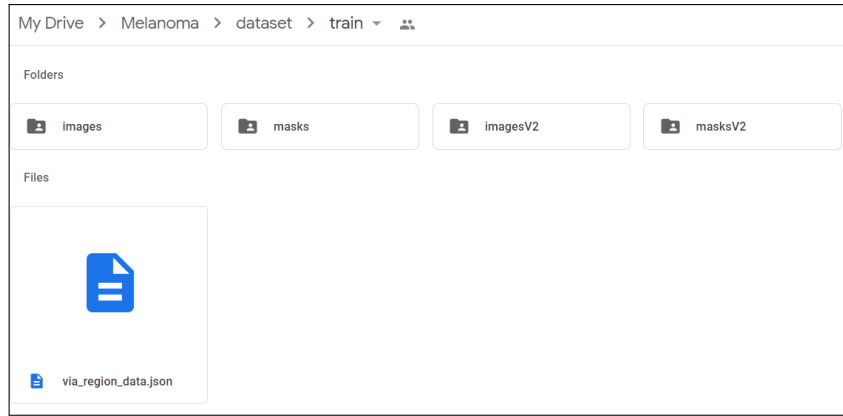 My Drive > Melanoma > dataset > train
Folders
images masks imagesV2 masksV2
Files
via_region_data.json